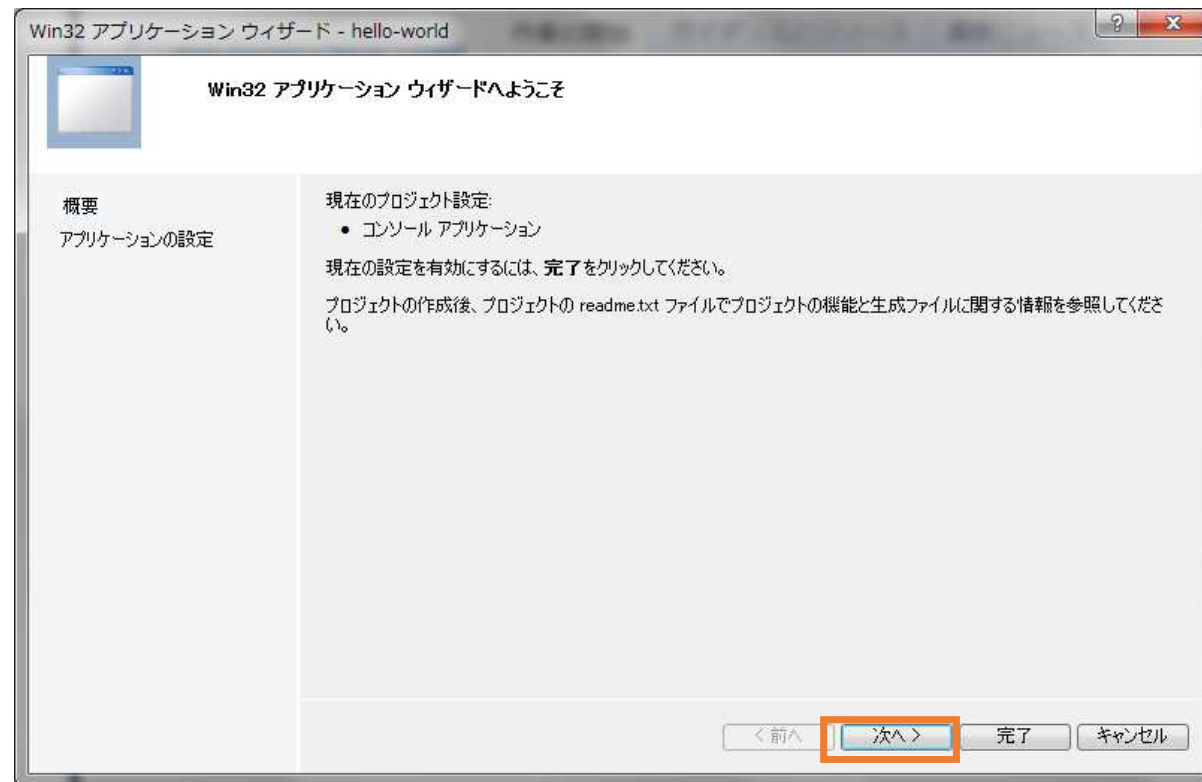 Win32 アプリケーション ウィザード - hello-world
?
X
Win32 アプリケーション ウィザードへようこそ
概要
アプリケーションの設定
現在のプロジェクト設定:
• コンソール アプリケーション
現在の設定を有効にするには、完了をクリックしてください。
プロジェクトの作成後、プロジェクトの readme.txt ファイルでプロジェクトの機能と生成ファイルに関する情報を参照してくださ
い。
< 前へ 次へ > 完了 キャンセル